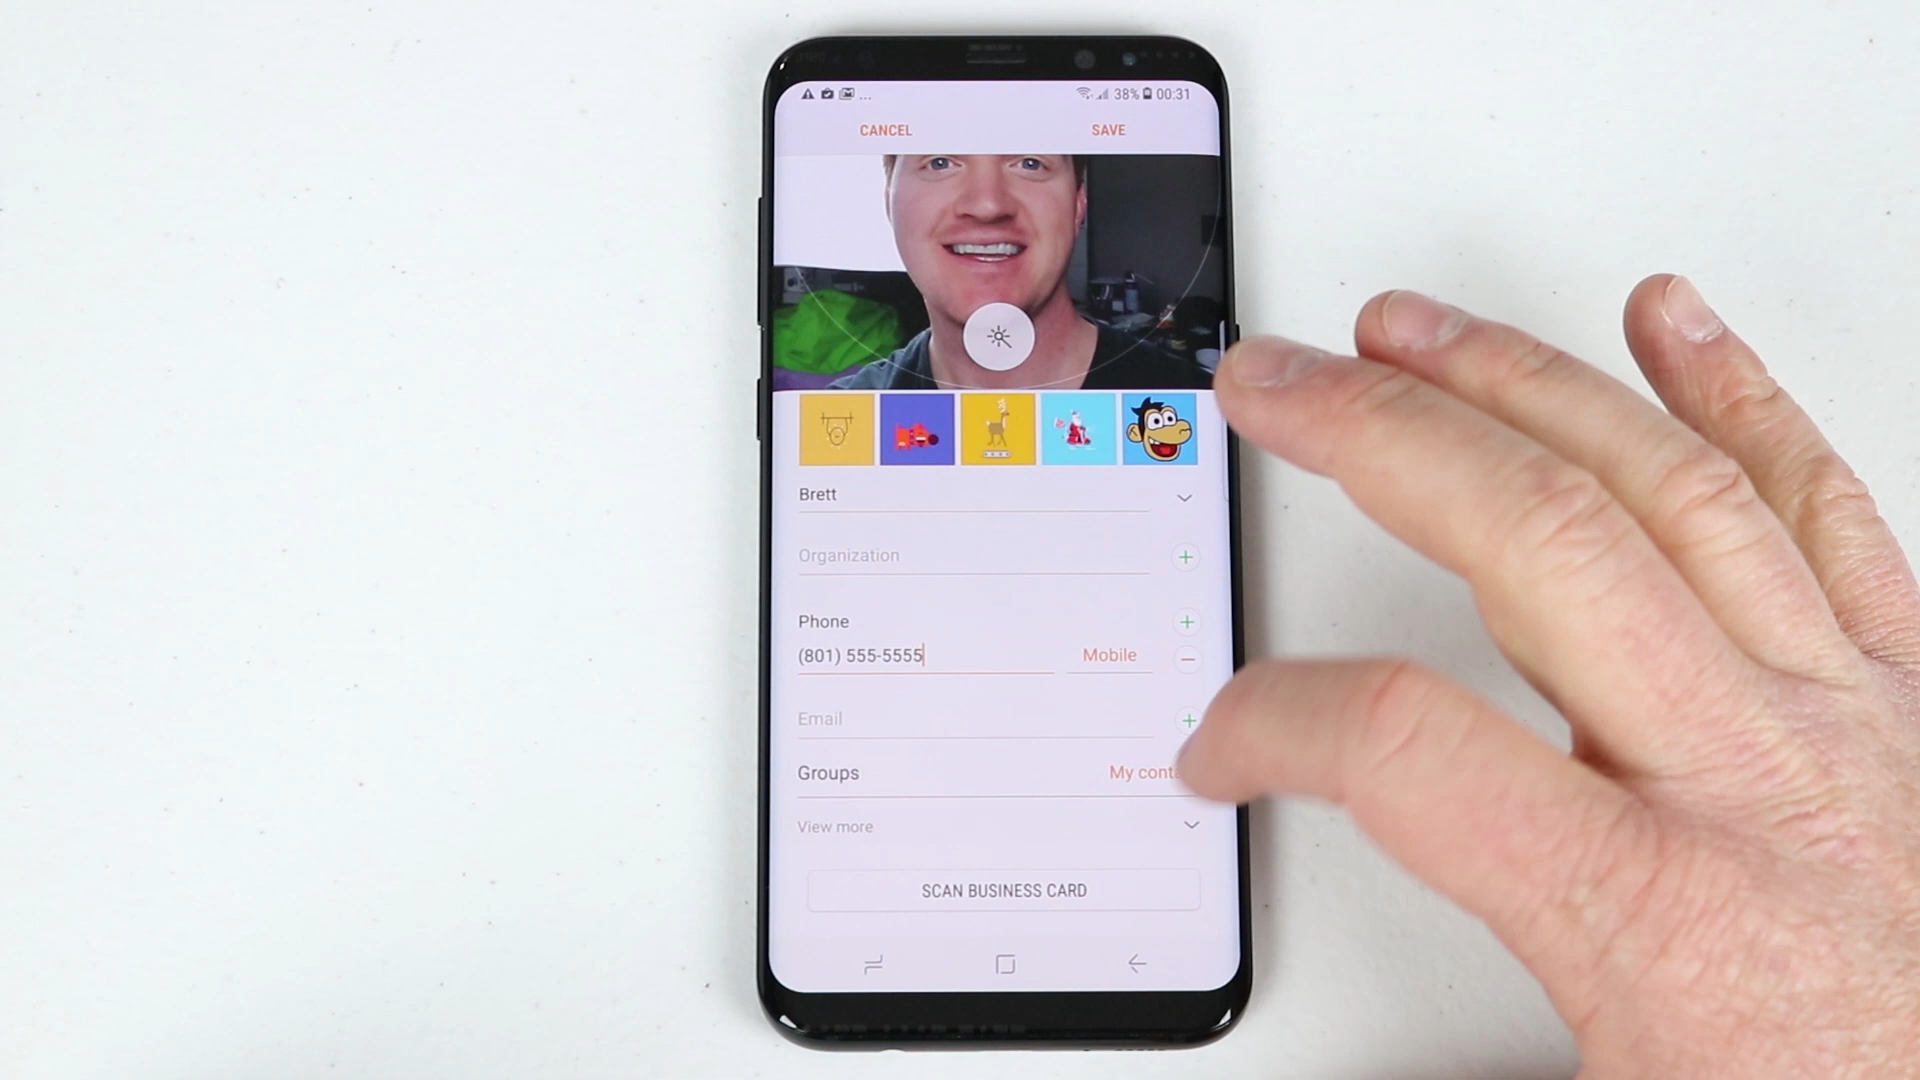 ... 38% 00:31
CANCEL SAVE
Brett
Organization
Phone
(801) 555-5555 Mobile
Email
Groups My conta
View more
SCAN BUSINESS CARD